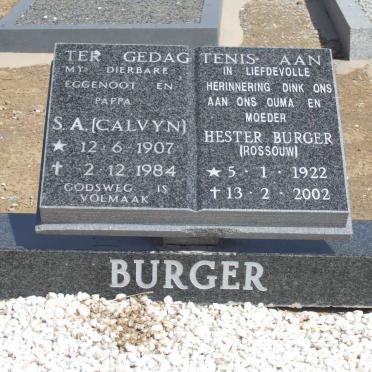 TER GEDAGTENIS AAN
MY DIERBARE
EGGENOOT EN
PAPPA
S.A. (CALVYN)
★ 12·6·1907
✝ 2·12·1984
GODSWEG IS
VOLMAAK
IN LIEFDEVOLLE
HERINNERING DINK ONS
AAN ONS OUMA EN
MOEDER
HESTER BURGER
(ROSSOUW)
★ 5·1·1922
✝ 13·2·2002
BURGER